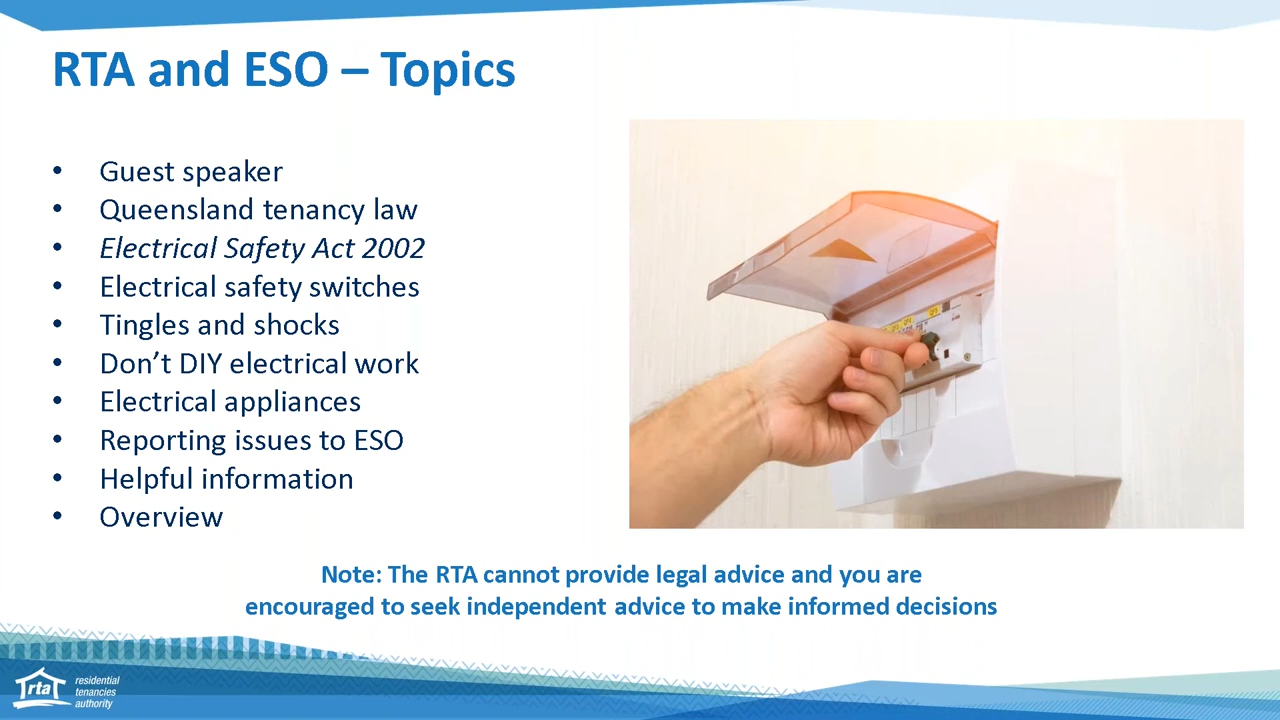 RTA and ESO – Topics
• Guest speaker
• Queensland tenancy law
• Electrical Safety Act 2002
• Electrical safety switches
• Tingles and shocks
• Don’t DIY electrical work
• Electrical appliances
• Reporting issues to ESO
• Helpful information
• Overview
Note: The RTA cannot provide legal advice and you are
encouraged to seek independent advice to make informed decisions
rta
residential
tenancies
authority